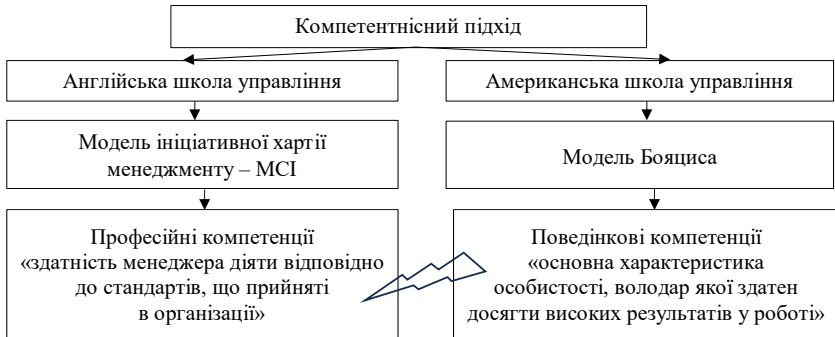 Компетентнісний підхід
Англійська школа управління
Американська школа управління
Модель ініціативної хартії
менеджменту – МСІ
Модель Бояциса
Професійні компетенції
«здатність менеджера діяти відповідно
до стандартів, що прийняті
в організації»
Поведінкові компетенції
«основна характеристика
особистості, володар якої здатен
досягти високих результатів у роботі»